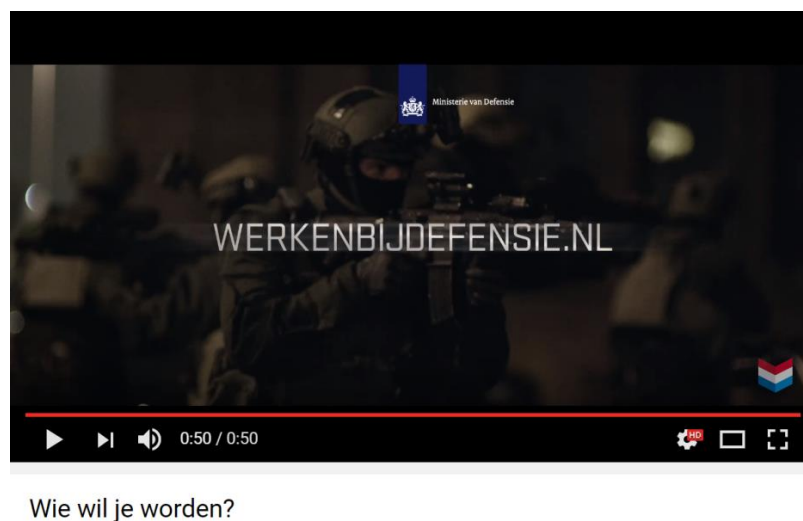 Ministerie van Defensie
WERKENBIJDEFENSIE.NL
0:50 / 0:50
HD
Wie wil je worden?